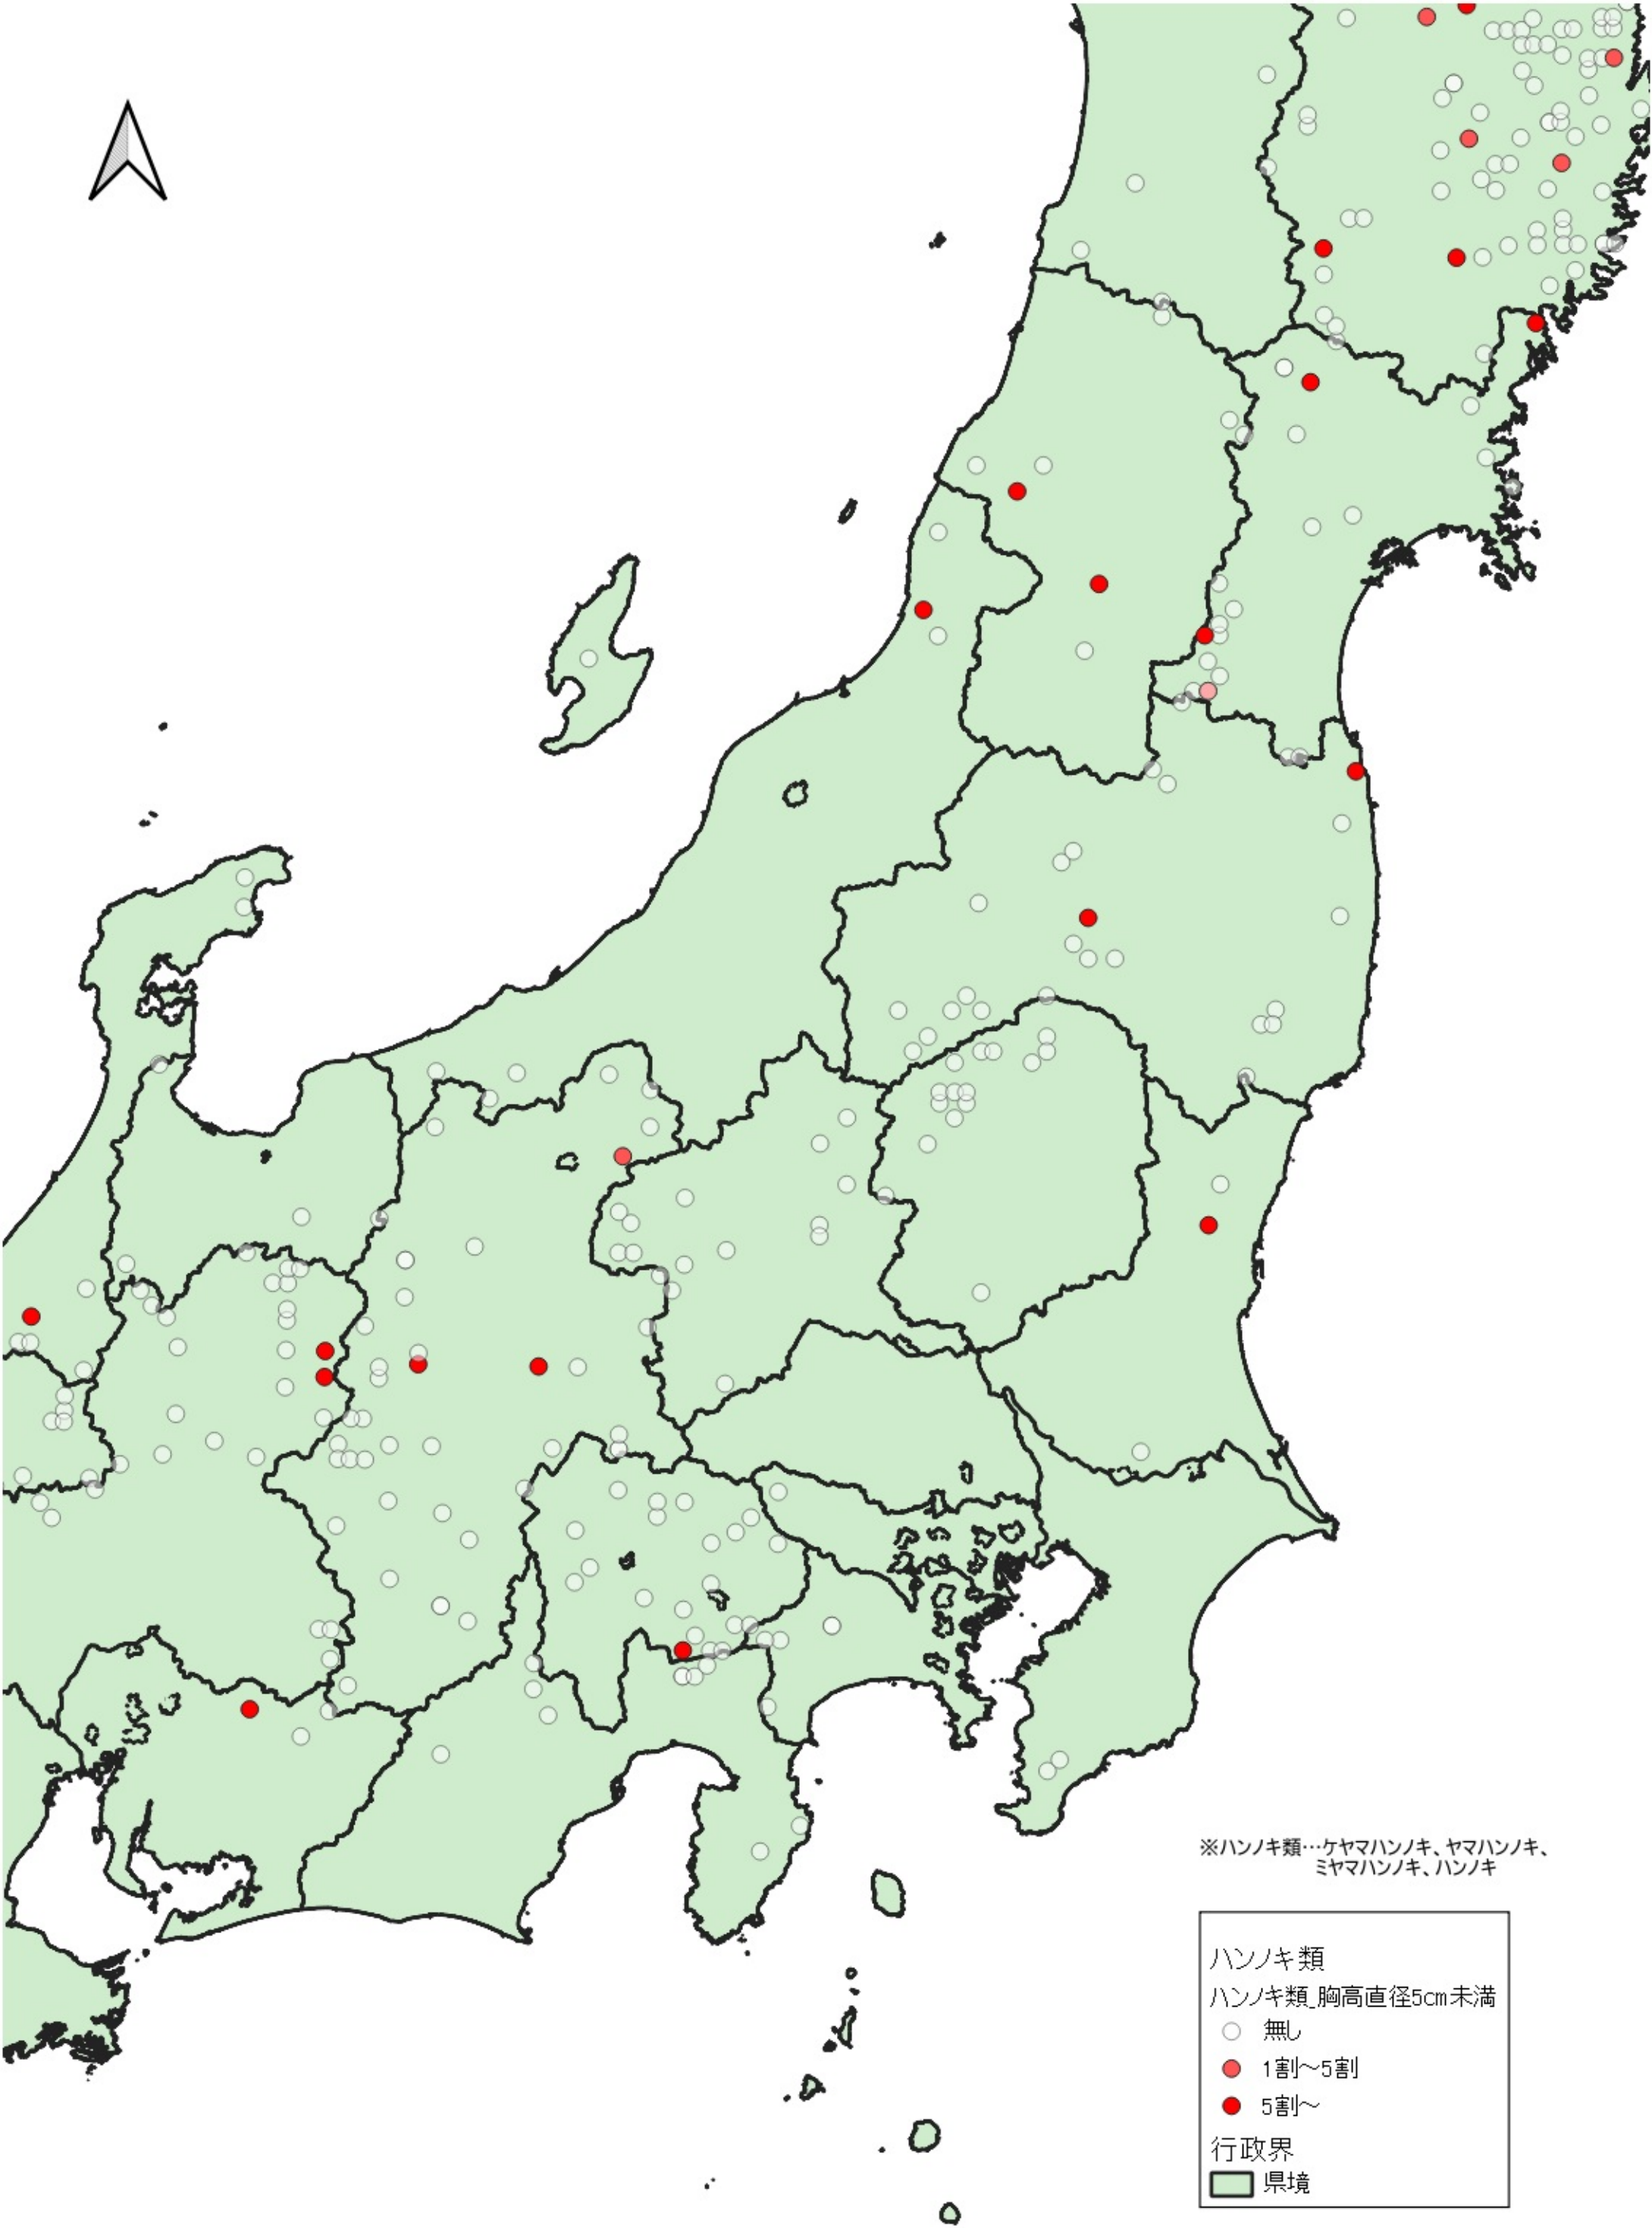 ※ハンノキ類…ケヤマハンノキ、ヤマハンノキ、
ミヤマハンノキ、ハンノキ
ハンノキ類
ハンノキ類_胸高直径5cm未満
無し
1割～5割
5割～
行政界
県境